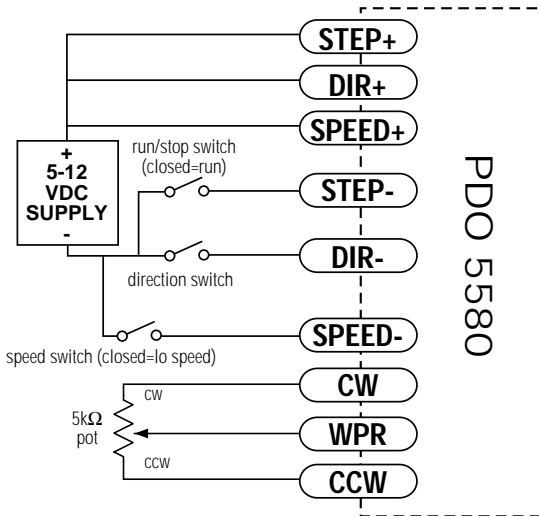 STEP+
DIR+
SPEED+
run/stop switch
(closed=run)
+
5-12
VDC
SUPPLY
-
STEP-
DIR-
direction switch
SPEED-
speed switch (closed=lo speed)
CW
CW
5kΩ
pot
WPR
CCW
CCW
PDO 5580